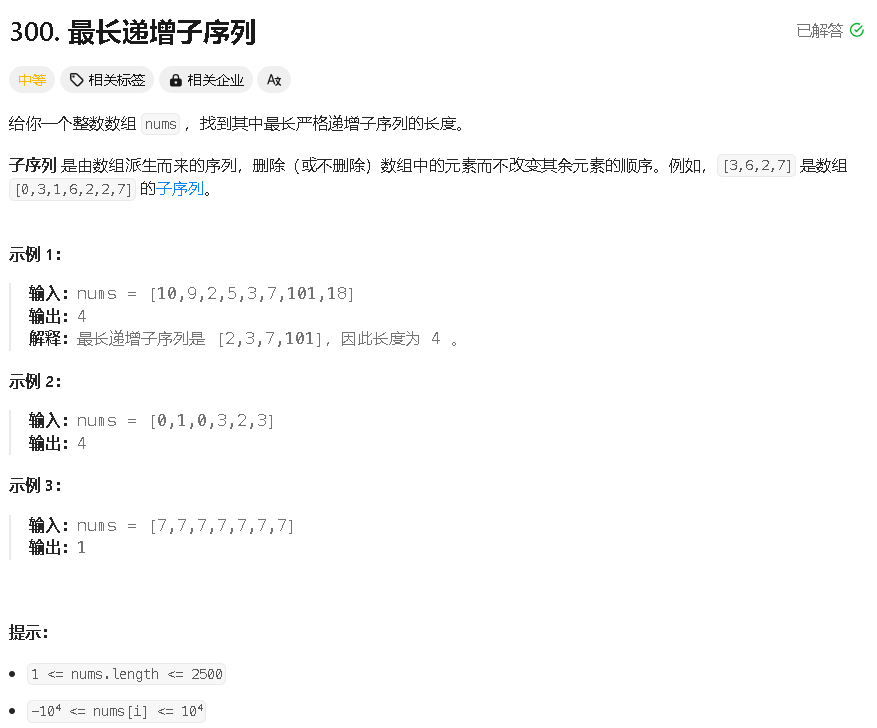 300. 最长递增子序列
已解答
中等 相关标签 相关企业 Aあ
给你一个整数数组 nums ，找到其中最长严格递增子序列的长度。
子序列 是由数组派生而来的序列，删除（或不删除）数组中的元素而不改变其余元素的顺序。例如，[3,6,2,7] 是数组
[0,3,1,6,2,2,7] 的子序列。
示例 1：
输入：nums = [10,9,2,5,3,7,101,18]
输出：4
解释：最长递增子序列是 [2,3,7,101]，因此长度为 4 。
示例 2：
输入：nums = [0,1,0,3,2,3]
输出：4
示例 3：
输入：nums = [7,7,7,7,7,7,7]
输出：1
提示：
• 1 <= nums.length <= 2500
• -10⁴ <= nums[i] <= 10⁴